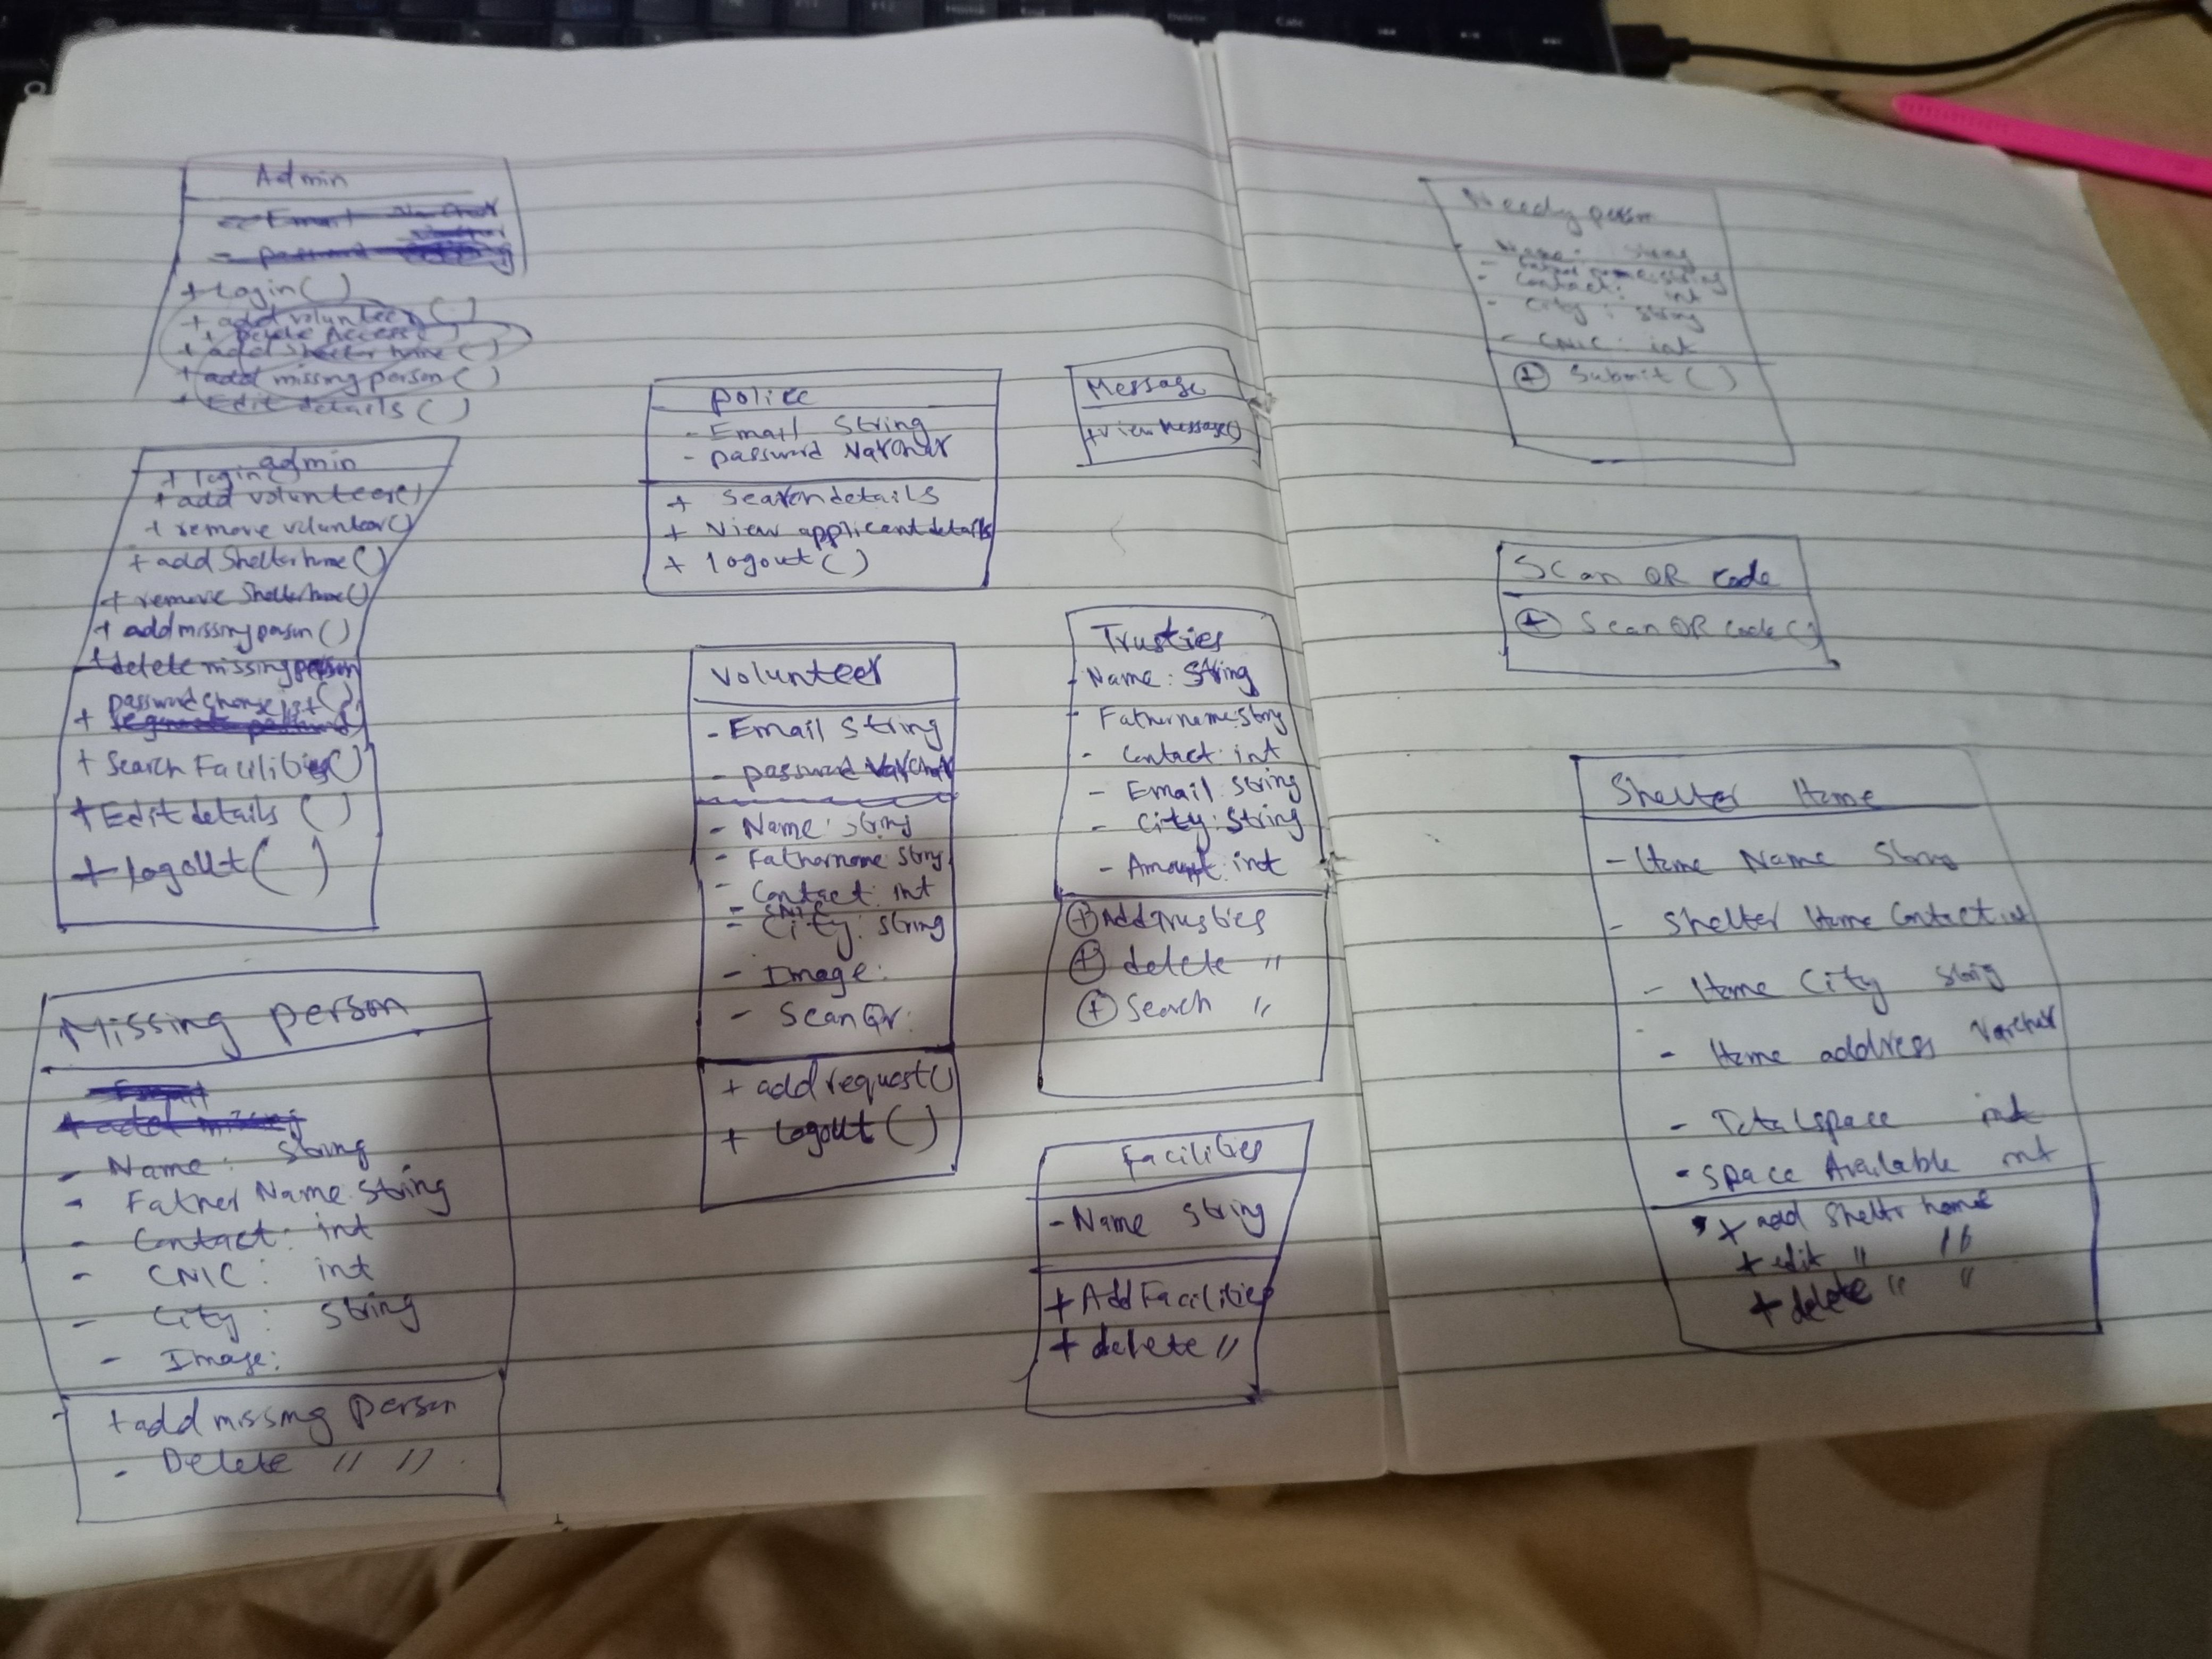 Admin
+ Login()
+ add volunteer ()
+ Delete Access()
+ add Shelter home ()
+ add missing person ()
+ Edit details ()
admin
+ login()
+ add volunteer()
+ remove volunteer()
+ add Shelter home ()
+ remove Shelter home()
+ add missing person ()
+ delete missing person
password change
+ Search Facilities()
+ Edit details ()
+ logout( )
Missing person
- Name: String
- Father Name: String
- Contact: int
- CNIC: int
- City: String
- Image:
+ add missing person
- Delete " "
police
- Email String
- password Varchar
+ Search details
+ View applicant details
+ logout()
Volunteer
- Email String
- password Varchar
- Name: string
- Fathername: String
- Contact: int
- CNIC
- City: string
- Image:
- Scan Qr:
+ add request()
+ Logout ()
Message
+ View Message()
Trusties
- Name: String
- Fathername: String
- Contact: int
- Email: String
- City: String
- Amount: int
+ Add Trusties
+ delete "
+ Search "
Facilities
- Name String
+ Add Facilities
+ delete "
Needy person
- Name: String
- Father name: string
- Contact: int
- City: string
- CNIC: int
+ Submit ()
Scan QR Code
+ Scan QR Code ()
Shelter Home
- Home Name String
- Shelter Home Contact int
- Home City String
- Home address Varchar
- Total space int
- Space Available int
+ add Shelter home
+ edit " "
+ delete " "